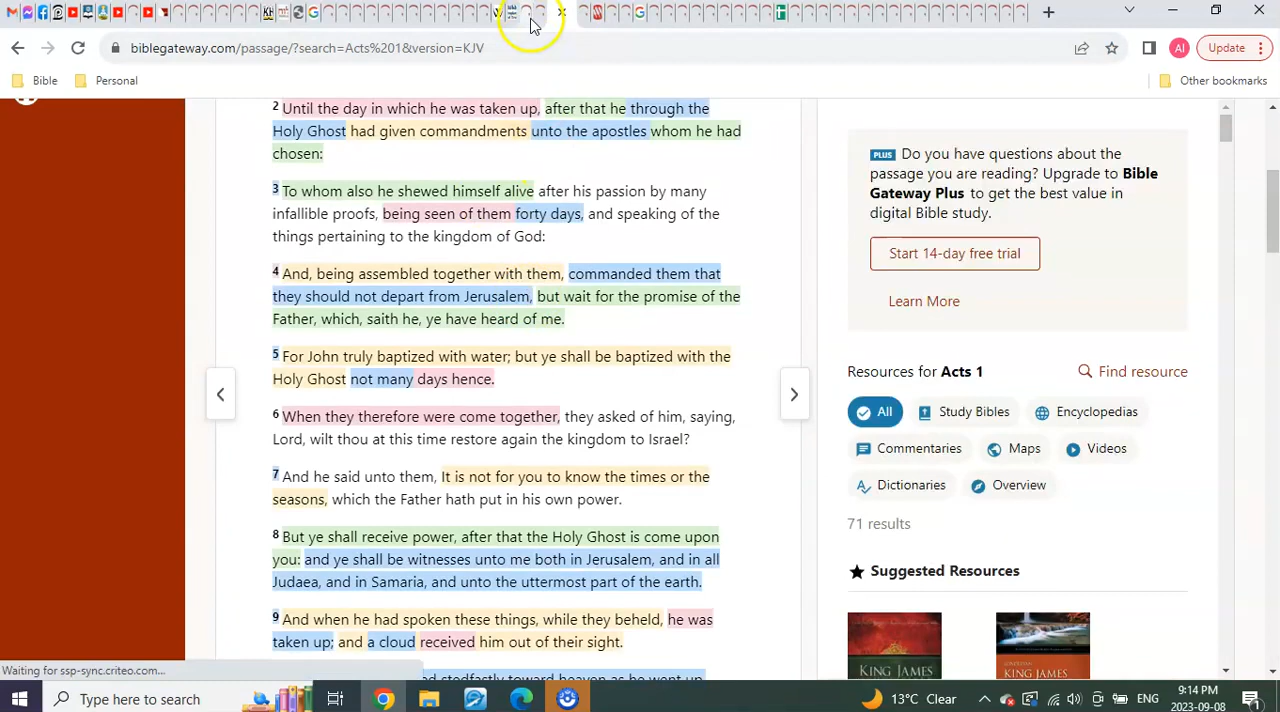 biblegateway.com/passage/?search=Acts%201&version=KJV
AI
Update
Bible
Personal
Other bookmarks
2 Until the day in which he was taken up, after that he through the
Holy Ghost had given commandments unto the apostles whom he had
chosen:
3 To whom also he shewed himself alive after his passion by many
infallible proofs, being seen of them forty days, and speaking of the
things pertaining to the kingdom of God:
4 And, being assembled together with them, commanded them that
they should not depart from Jerusalem, but wait for the promise of the
Father, which, saith he, ye have heard of me.
5 For John truly baptized with water; but ye shall be baptized with the
Holy Ghost not many days hence.
6 When they therefore were come together, they asked of him, saying,
Lord, wilt thou at this time restore again the kingdom to Israel?
7 And he said unto them, It is not for you to know the times or the
seasons, which the Father hath put in his own power.
8 But ye shall receive power, after that the Holy Ghost is come upon
you: and ye shall be witnesses unto me both in Jerusalem, and in all
Judaea, and in Samaria, and unto the uttermost part of the earth.
9 And when he had spoken these things, while they beheld, he was
taken up; and a cloud received him out of their sight.
stedfastly toward heaven as he went up
PLUS Do you have questions about the
passage you are reading? Upgrade to Bible
Gateway Plus to get the best value in
digital Bible study.
Start 14-day free trial
Learn More
Resources for Acts 1
Find resource
All
Study Bibles
Encyclopedias
Commentaries
Maps
Videos
Dictionaries
Overview
71 results
Suggested Resources
KING JAMES
KING JAMES
Waiting for ssp-sync.criteo.com...
Type here to search
13°C Clear
ENG
9:14 PM
2023-09-08
1